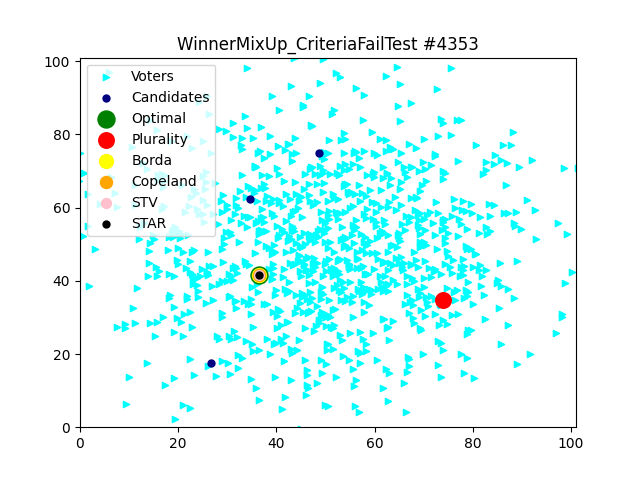 WinnerMixUp_CriteriaFailTest #4353
Voters
Candidates
Optimal
Plurality
Borda
Copeland
STV
STAR
100
80
60
40
20
0
0 20 40 60 80 100